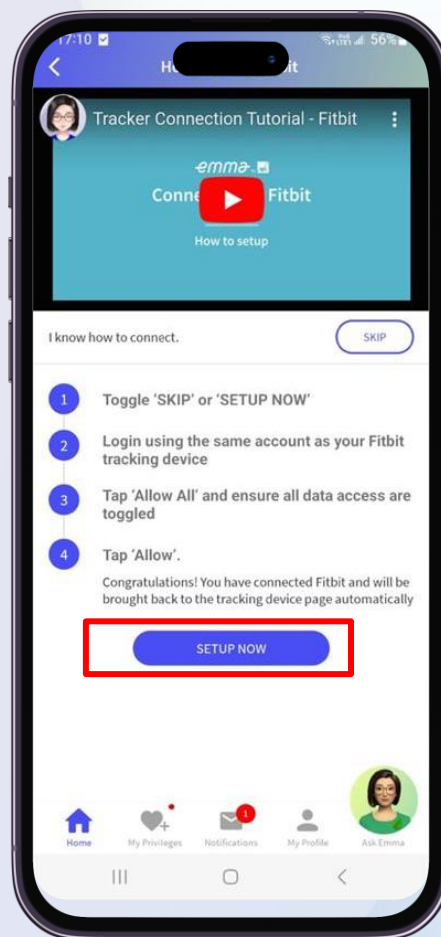 17:10
56%
Tracker Connection Tutorial - Fitbit
emma
Fitbit
How to setup
I know how to connect.
SKIP
1
Toggle ‘SKIP’ or ‘SETUP NOW’
2
Login using the same account as your Fitbit
tracking device
3
Tap ‘Allow All’ and ensure all data access are
toggled
4
Tap ‘Allow’.
Congratulations! You have connected Fitbit and will be
brought back to the tracking device page automatically
SETUP NOW
1
Home
My Privileges
Notifications
My Profile
Ask Emma